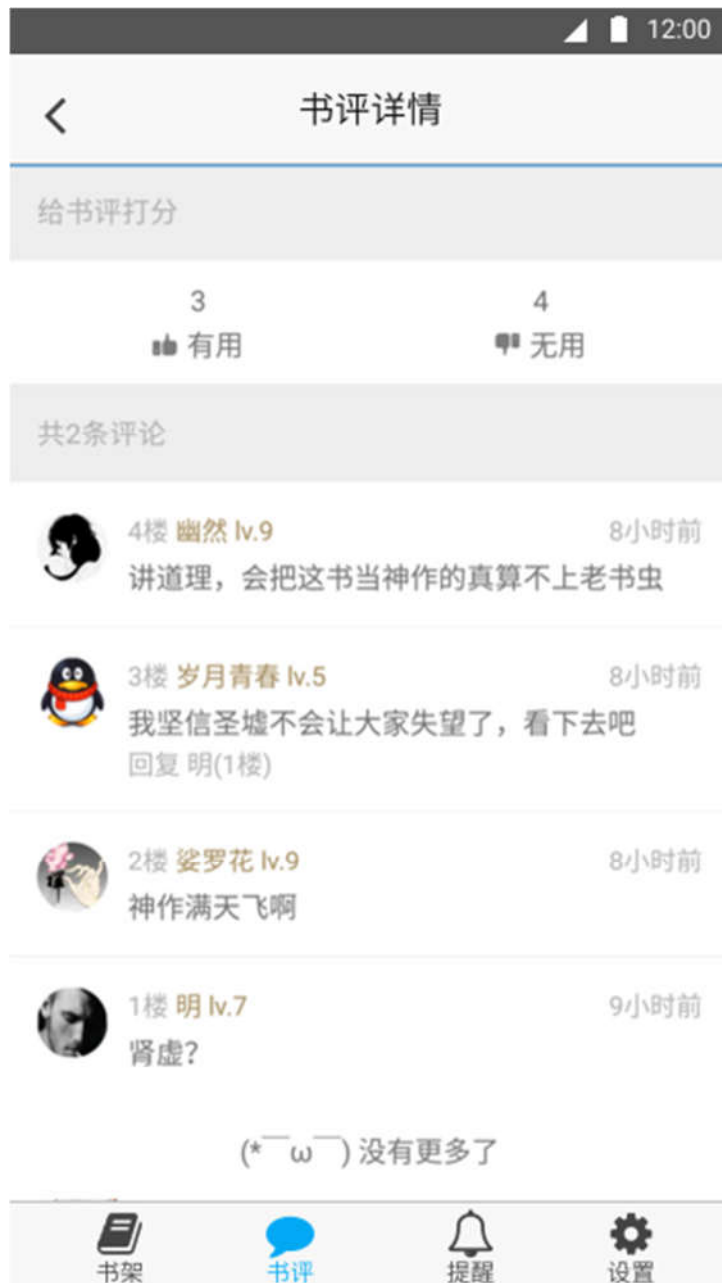 12:00
书评详情
给书评打分
3 4
有用 无用
共2条评论
4楼 幽然 lv.9 8小时前
讲道理，会把这书当神作的真算不上老书虫
3楼 岁月青春 lv.5 8小时前
我坚信圣墟不会让大家失望了，看下去吧
回复 明(1楼)
2楼 娑罗花 lv.9 8小时前
神作满天飞啊
1楼 明 lv.7 9小时前
肾虚？
(*￣ω￣) 没有更多了
书架 书评 提醒 设置